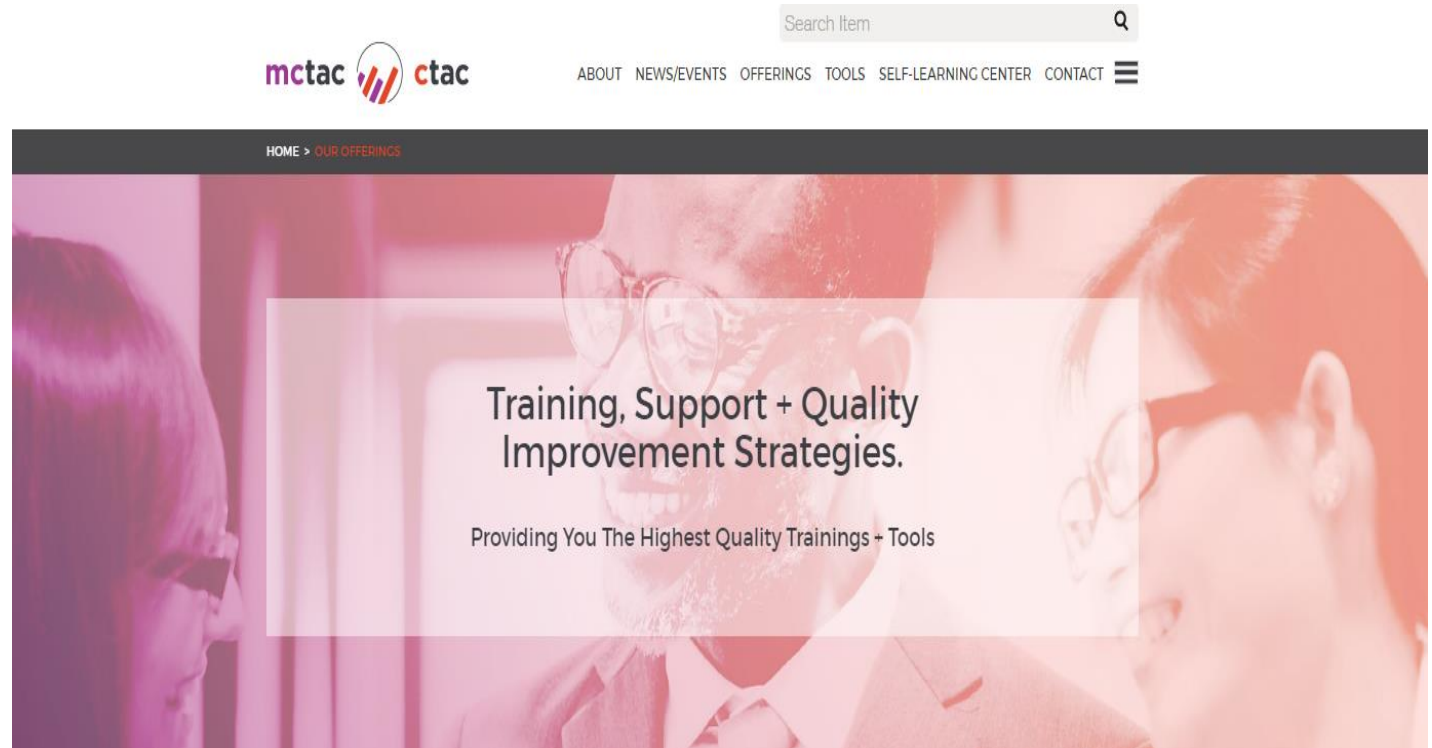 Search Item
mctac ctac
ABOUT NEWS/EVENTS OFFERINGS TOOLS SELF-LEARNING CENTER CONTACT
HOME > OUR OFFERINGS
Training, Support + Quality
Improvement Strategies.
Providing You The Highest Quality Trainings + Tools